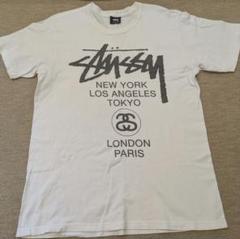 STÜSSY
NEW YORK
LOS ANGELES
TOKYO
LONDON
PARIS